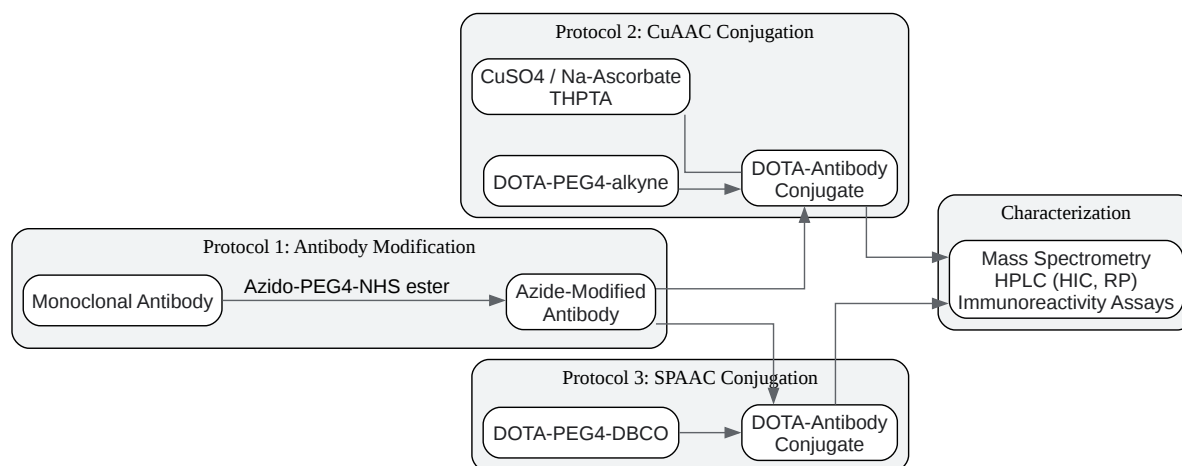 Protocol 2: CuAAC Conjugation
CuSO4 / Na-Ascorbate
THPTA
DOTA-PEG4-alkyne
DOTA-Antibody
Conjugate
Protocol 1: Antibody Modification
Monoclonal Antibody
Azido-PEG4-NHS ester
Azide-Modified
Antibody
Protocol 3: SPAAC Conjugation
DOTA-PEG4-DBCO
DOTA-Antibody
Conjugate
Characterization
Mass Spectrometry
HPLC (HIC, RP)
Immunoreactivity Assays